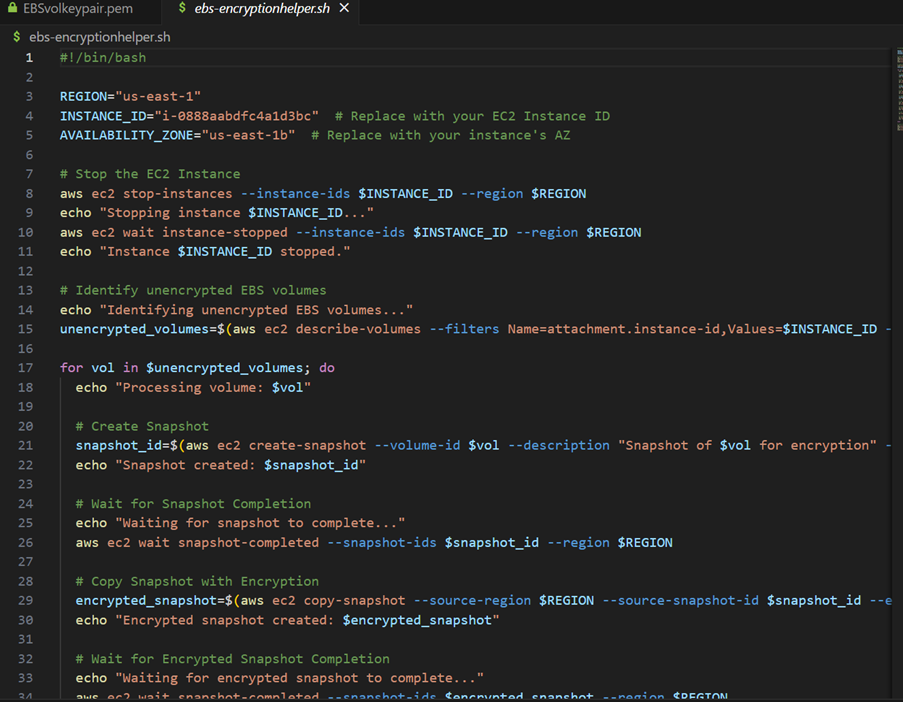 EBSvolkeypair.pem
$ ebs-encryptionhelper.sh ×
$ ebs-encryptionhelper.sh
1 #!/bin/bash
2
3 REGION="us-east-1"
4 INSTANCE_ID="i-0888aabdfc4a1d3bc"  # Replace with your EC2 Instance ID
5 AVAILABILITY_ZONE="us-east-1b"  # Replace with your instance's AZ
6
7 # Stop the EC2 Instance
8 aws ec2 stop-instances --instance-ids $INSTANCE_ID --region $REGION
9 echo "Stopping instance $INSTANCE_ID..."
10 aws ec2 wait instance-stopped --instance-ids $INSTANCE_ID --region $REGION
11 echo "Instance $INSTANCE_ID stopped."
12
13 # Identify unencrypted EBS volumes
14 echo "Identifying unencrypted EBS volumes..."
15 unencrypted_volumes=$(aws ec2 describe-volumes --filters Name=attachment.instance-id,Values=$INSTANCE_ID -
16
17 for vol in $unencrypted_volumes; do
18   echo "Processing volume: $vol"
19
20   # Create Snapshot
21   snapshot_id=$(aws ec2 create-snapshot --volume-id $vol --description "Snapshot of $vol for encryption" -
22   echo "Snapshot created: $snapshot_id"
23
24   # Wait for Snapshot Completion
25   echo "Waiting for snapshot to complete..."
26   aws ec2 wait snapshot-completed --snapshot-ids $snapshot_id --region $REGION
27
28   # Copy Snapshot with Encryption
29   encrypted_snapshot=$(aws ec2 copy-snapshot --source-region $REGION --source-snapshot-id $snapshot_id --e
30   echo "Encrypted snapshot created: $encrypted_snapshot"
31
32   # Wait for Encrypted Snapshot Completion
33   echo "Waiting for encrypted snapshot to complete..."
34   aws ec2 wait snapshot-completed --snapshot-ids $encrypted_snapshot --region $REGION